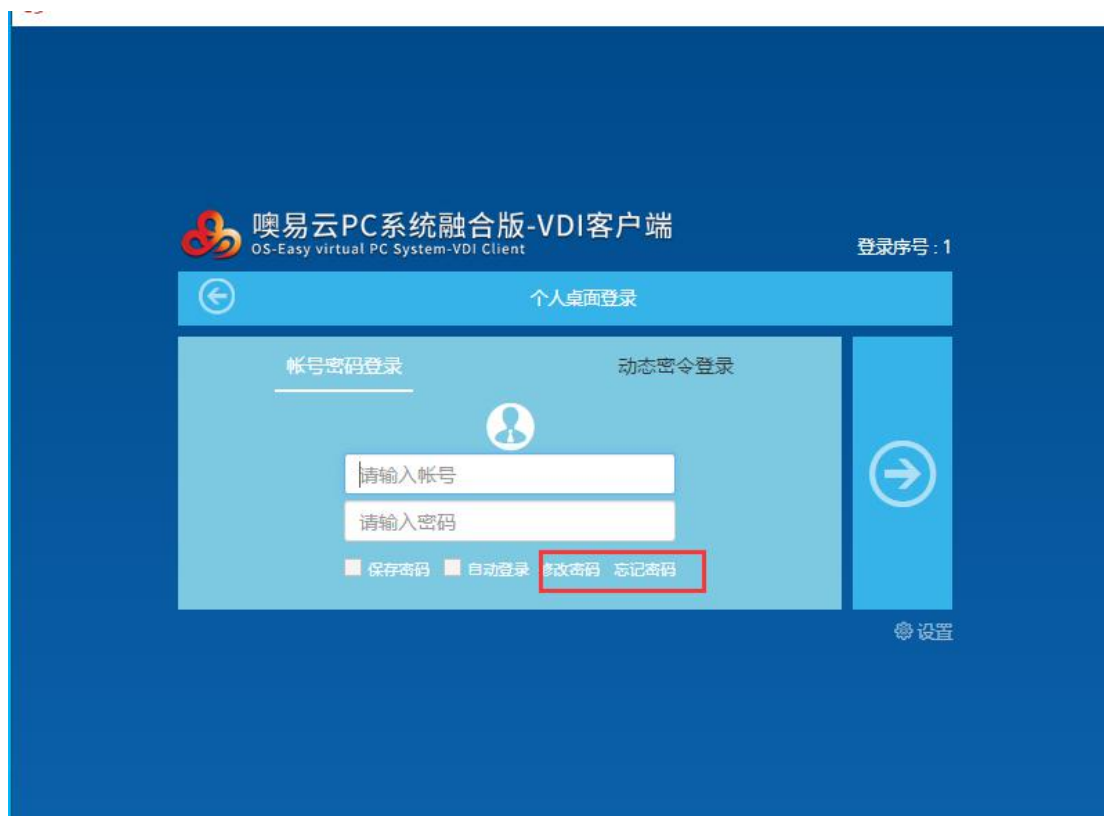 噢易云PC系统融合版-VDI客户端
OS-Easy virtual PC System-VDI Client
登录序号 : 1
个人桌面登录
帐号密码登录 动态密令登录
请输入帐号
请输入密码
保存密码 自动登录 修改密码 忘记密码
设置